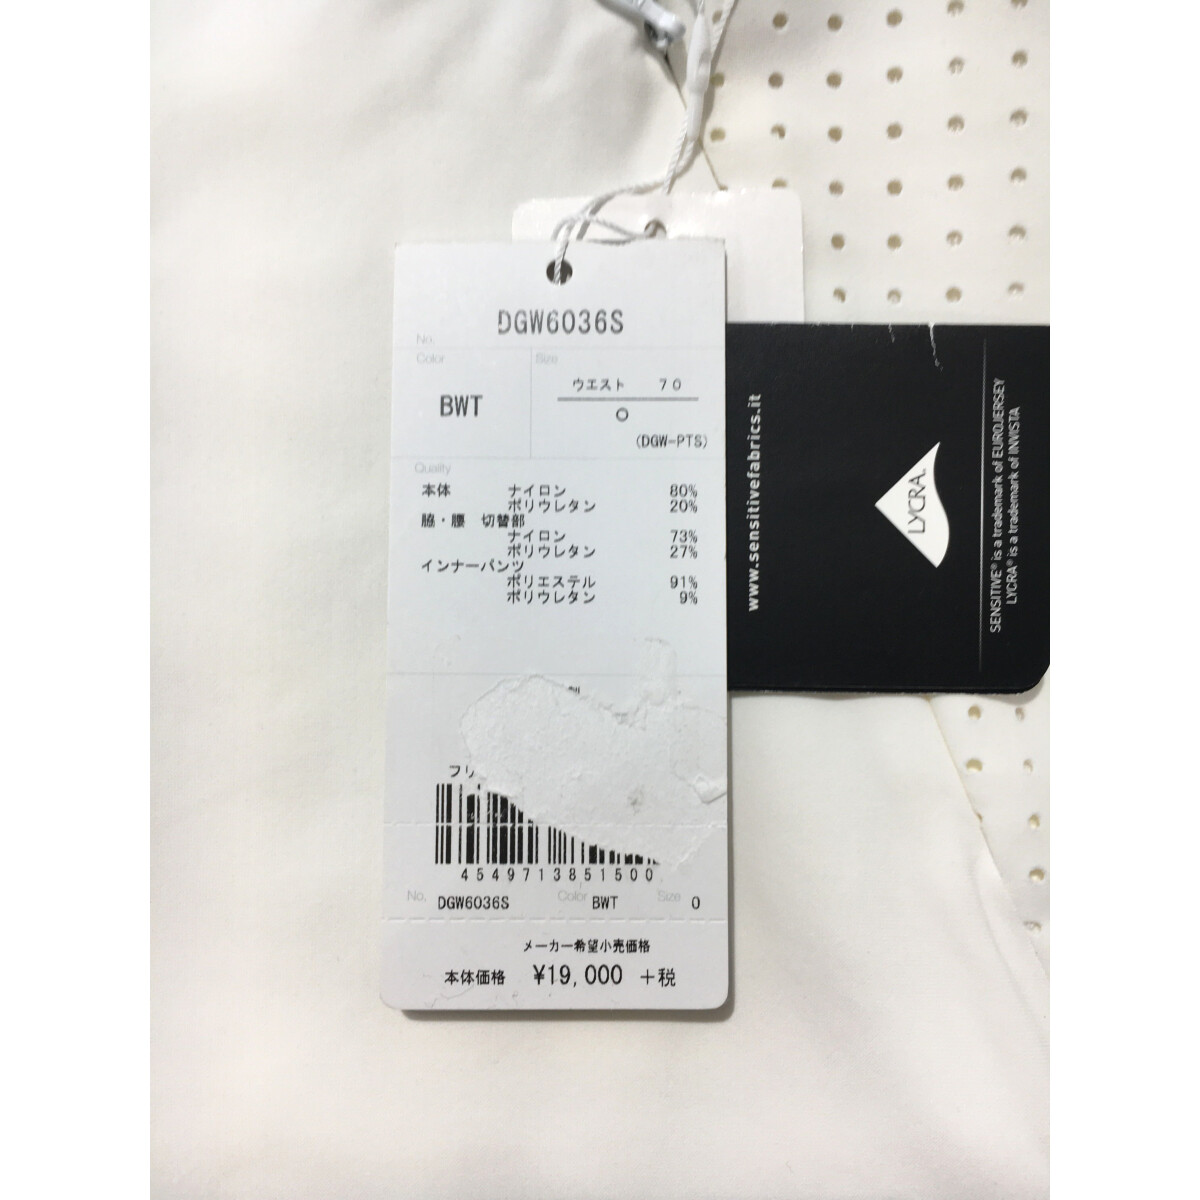 DGW6036S
No.
Color
Size
BWT
ウエスト 70
O
(DGW-PTS)
Quality
本体 ナイロン 80%
ポリウレタン 20%
脇・腰 切替部
ナイロン 73%
ポリウレタン 27%
インナーパンツ
ポリエステル 91%
ポリウレタン 9%
フリ
4549713851500
No. DGW6036S Color BWT Size O
メーカー希望小売価格
本体価格 ¥19,000 +税
www.sensitivefabrics.it
LYCRA
SENSITIVE® is a trademark of EUROJERSEY
LYCRA® is a trademark of INVISTA